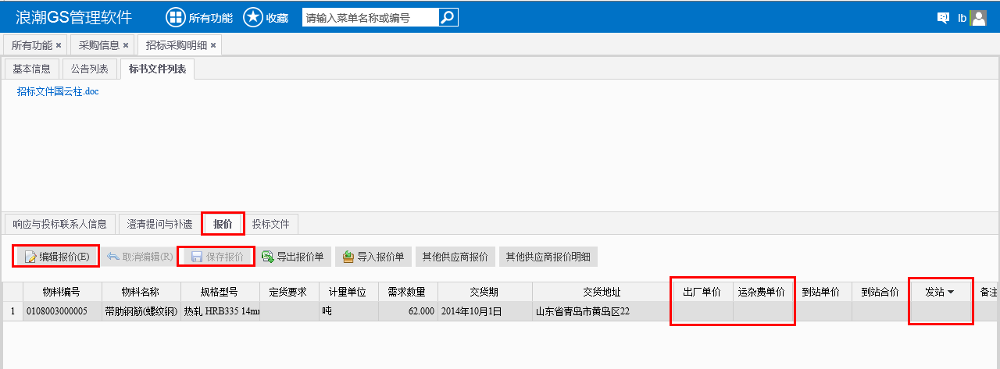 浪潮GS管理软件 所有功能 收藏 请输入菜单名称或编号 lb
所有功能 × 采购信息 × 招标采购明细 ×
基本信息 公告列表 标书文件列表
招标文件国云柱.doc
响应与投标联系人信息 澄清提问与补遗 报价 投标文件
编辑报价(E) 取消编辑(R) 保存报价 导出报价单 导入报价单 其他供应商报价 其他供应商报价明细
物料编号 物料名称 规格型号 定货要求 计量单位 需求数量 交货期 交货地址 出厂单价 运杂费单价 到站单价 到站合价 发站 备注
1 0108003000005 带肋钢筋(螺纹钢) 热轧 HRB335 14mm 吨 62.000 2014年10月1日 山东省青岛市黄岛区22